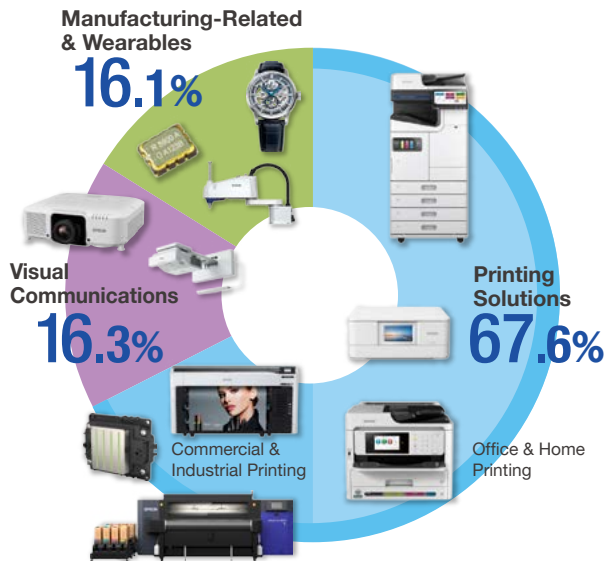 Manufacturing-Related
& Wearables
16.1%
Visual
Communications
16.3%
Printing
Solutions
67.6%
Commercial &
Industrial Printing
Office & Home
Printing
EPSON